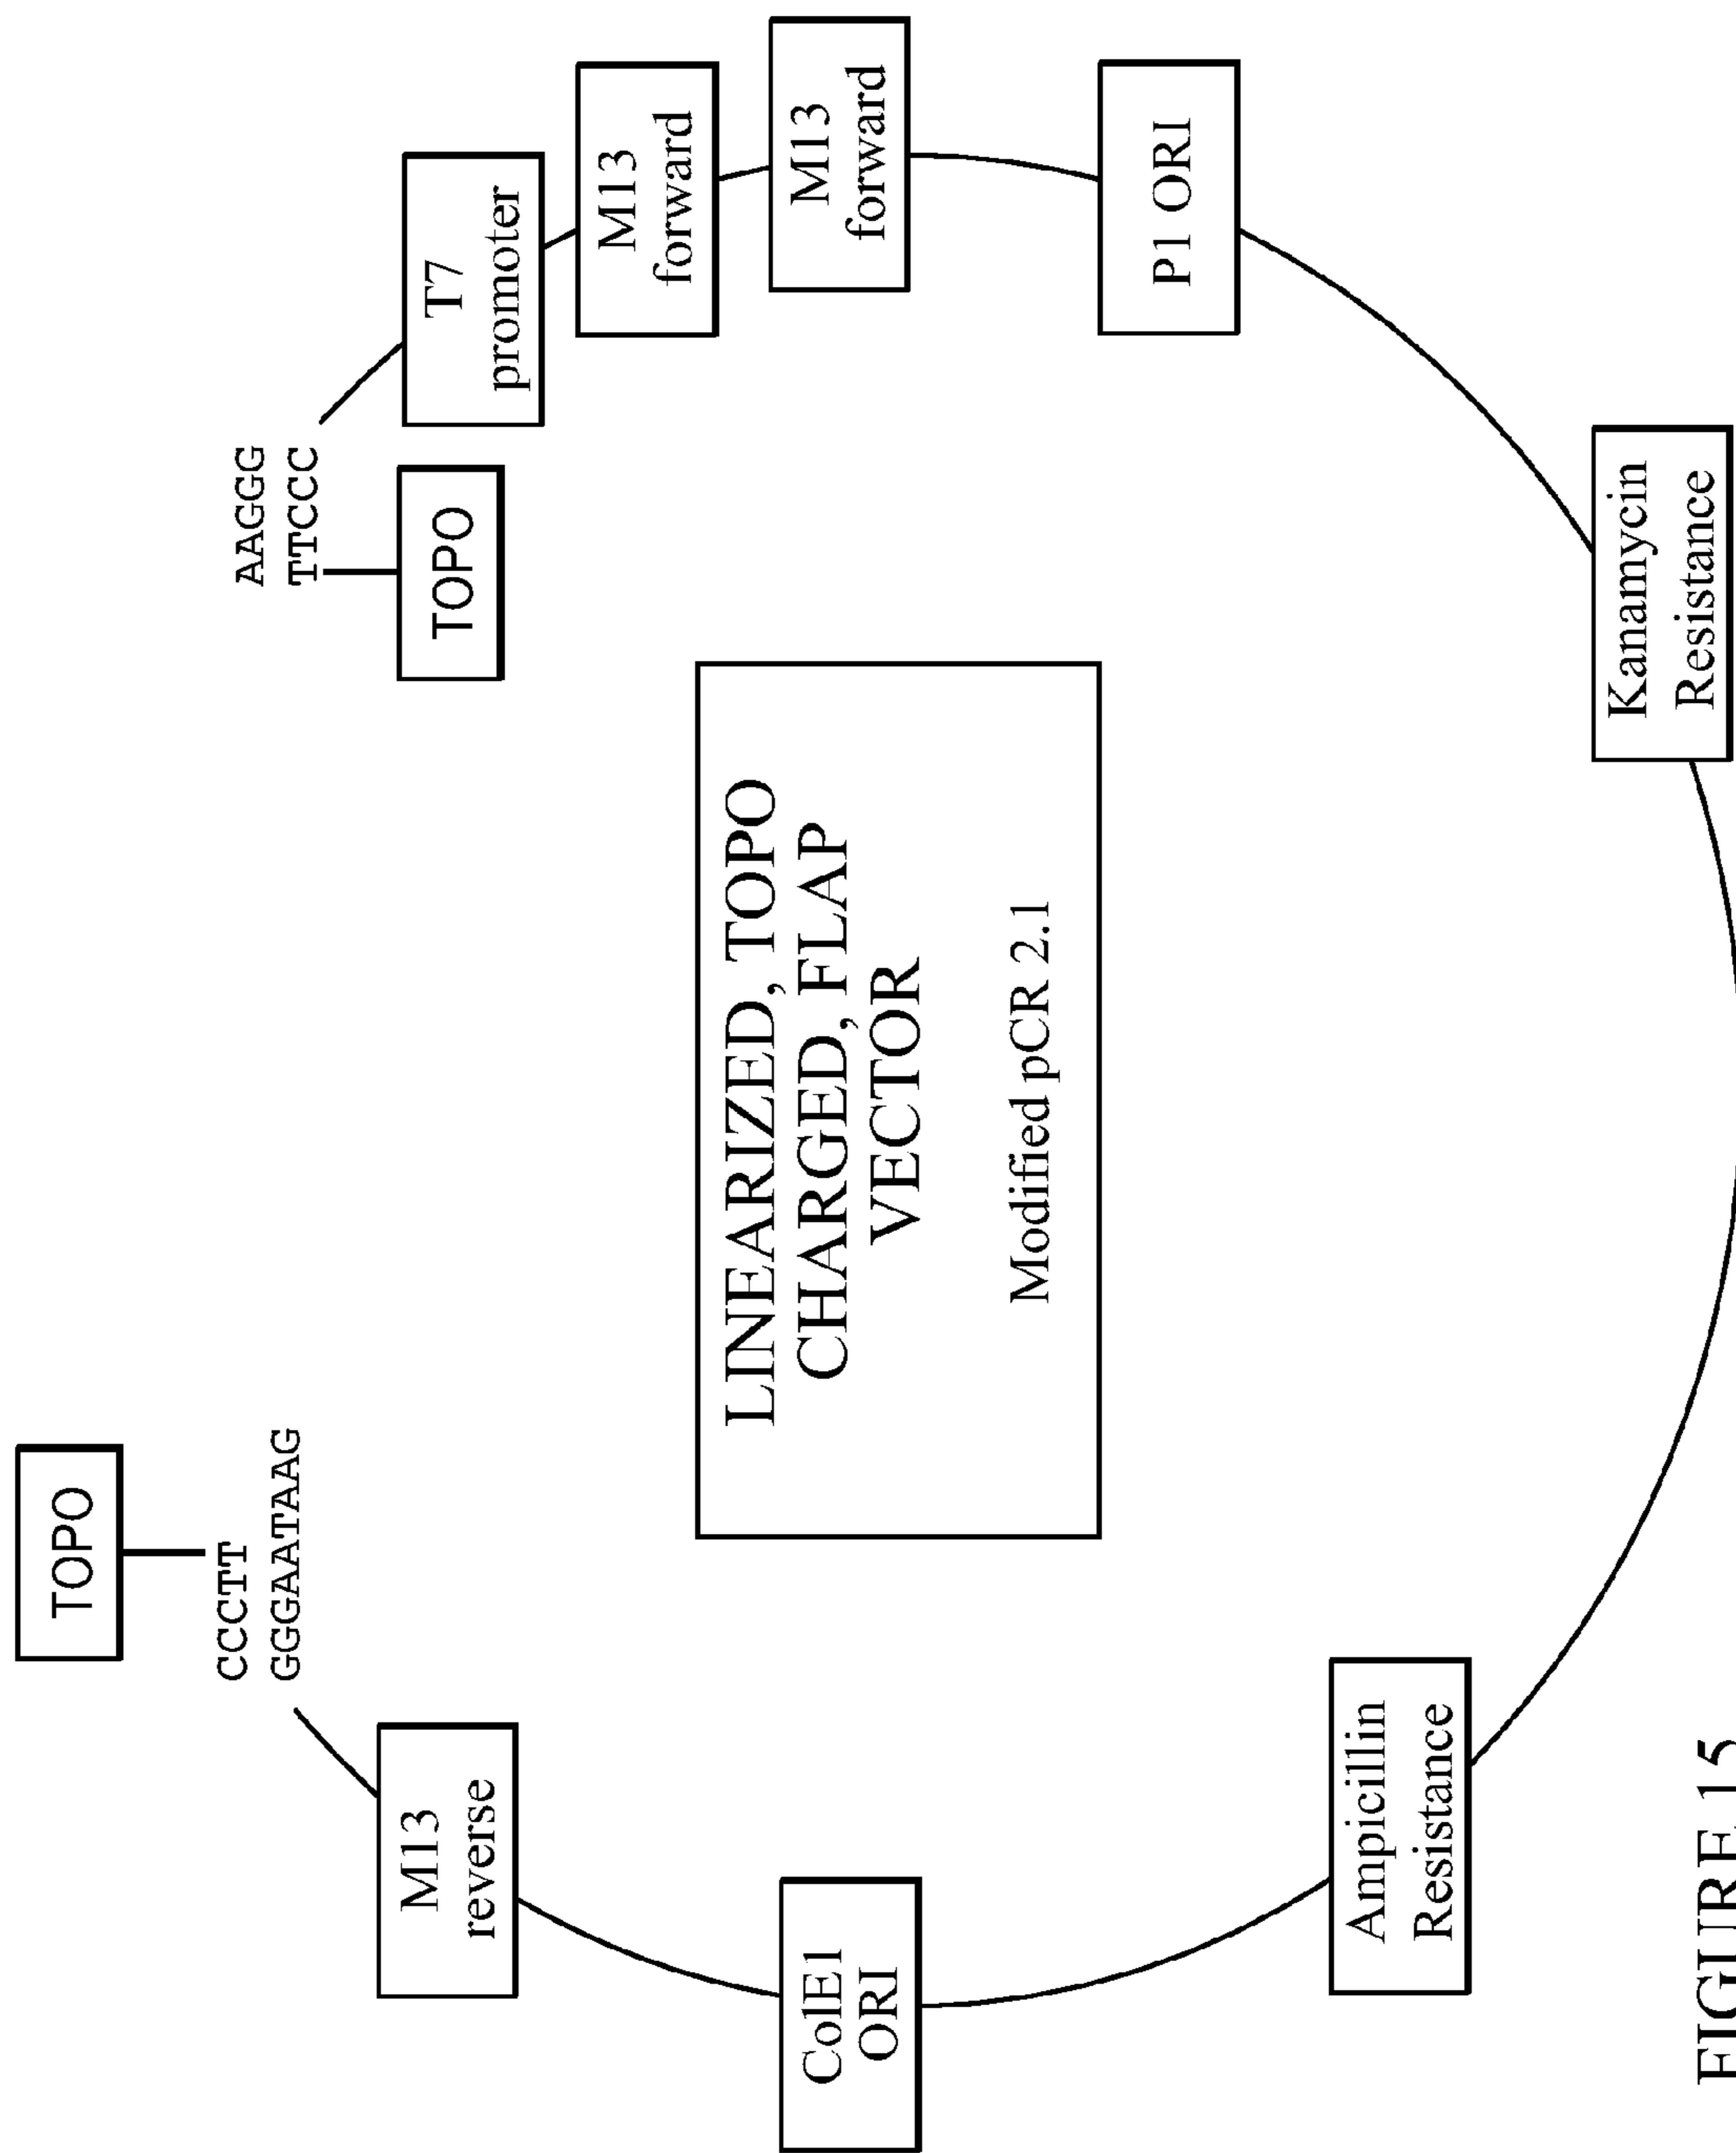 TOPO
CCCTT
GGGAATAAG
AAGGG
TTCCC
TOPO
M13
reverse
T7
promoter
M13
forward
M13
forward
ColE1
ORI
P1 ORI
LINEARIZED, TOPO
CHARGED, FLAP
VECTOR
Modified pCR 2.1
Ampicillin
Resistance
Kanamycin
Resistance
FIGURE 15